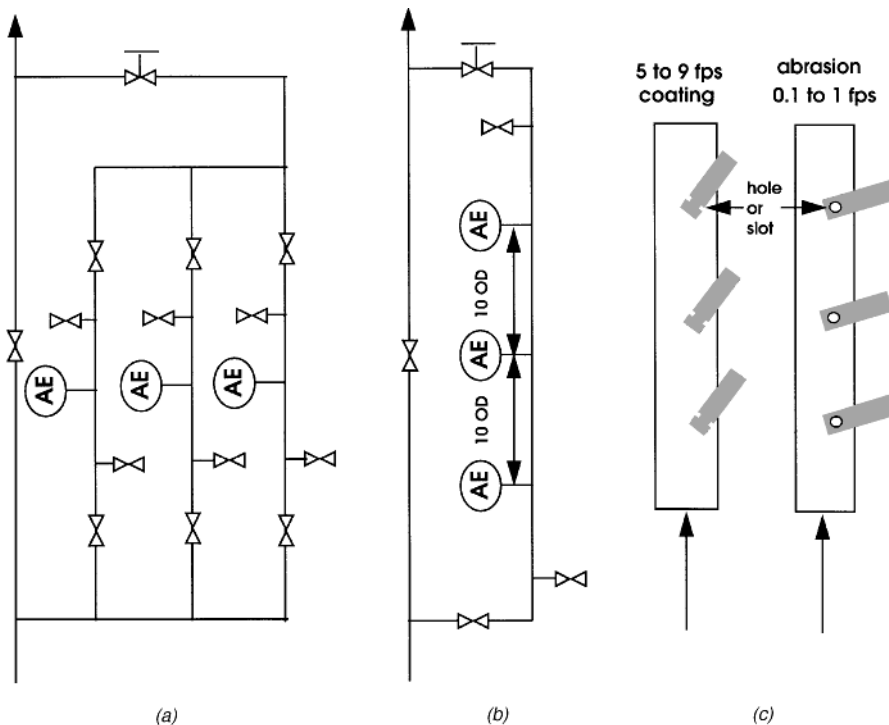 AE
AE
AE
(a)
AE
10 OD
AE
10 OD
AE
(b)
5 to 9 fps
coating
abrasion
0.1 to 1 fps
hole
or
slot
(c)